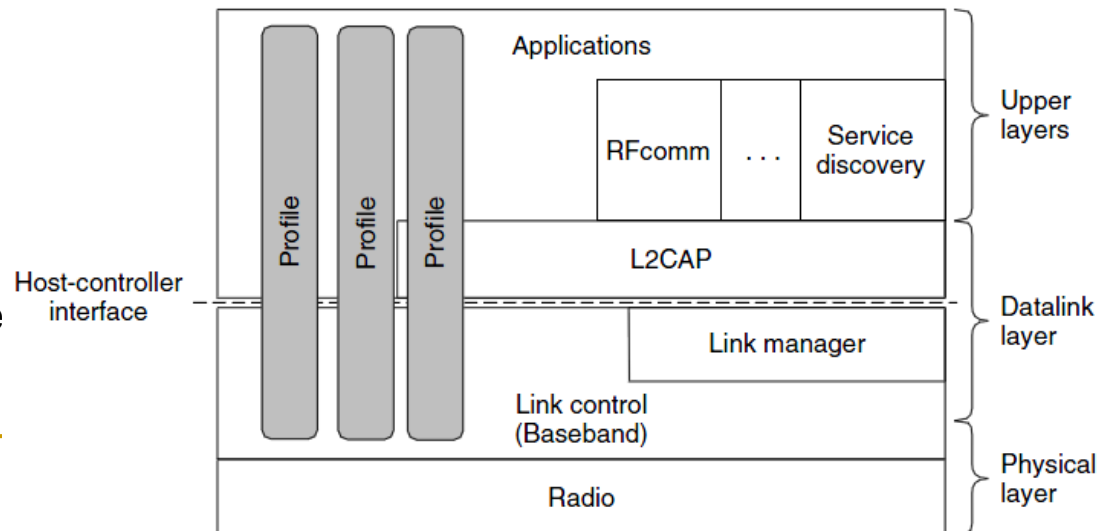 Applications
Upper
layers
RFcomm
. . .
Service
discovery
Profile
Profile
Profile
L2CAP
Host-controller
interface
e
Datalink
layer
Link manager
Link control
(Baseband)
Physical
layer
Radio